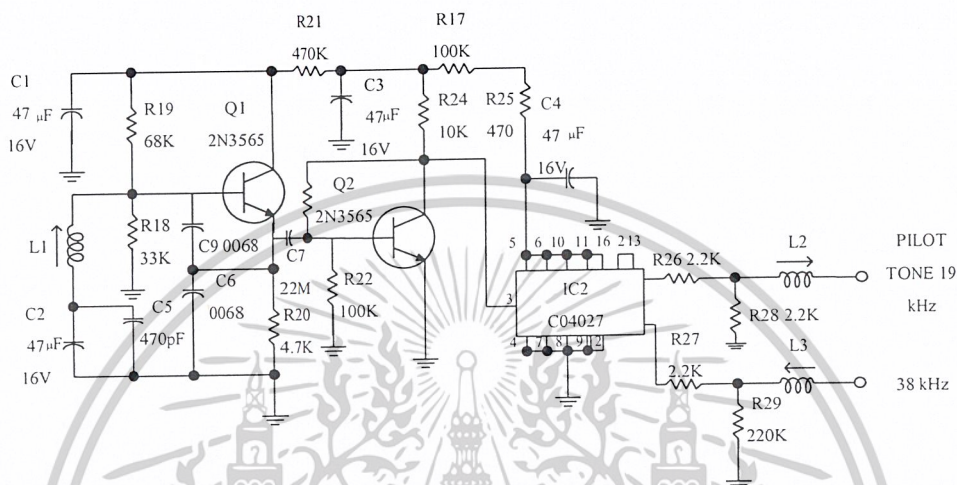 R21
470K
R17
100K
C1
47 µF
16V
R19
68K
Q1
2N3565
C3
47µF
16V
R24
10K
R25
470
C4
47 µF
16V
Q2
2N3565
L1
R18
33K
C9 0068
C6
0068
C7
22M
R22
100K
R20
4.7K
C2
47µF
16V
C5
470pF
5 6 10 11 16 213
3
IC2
C04027
4 7 8 9 12
R26 2.2K
R28 2.2K
L2
PILOT
TONE 19
kHz
R27
2.2K
L3
38 kHz
R29
220K